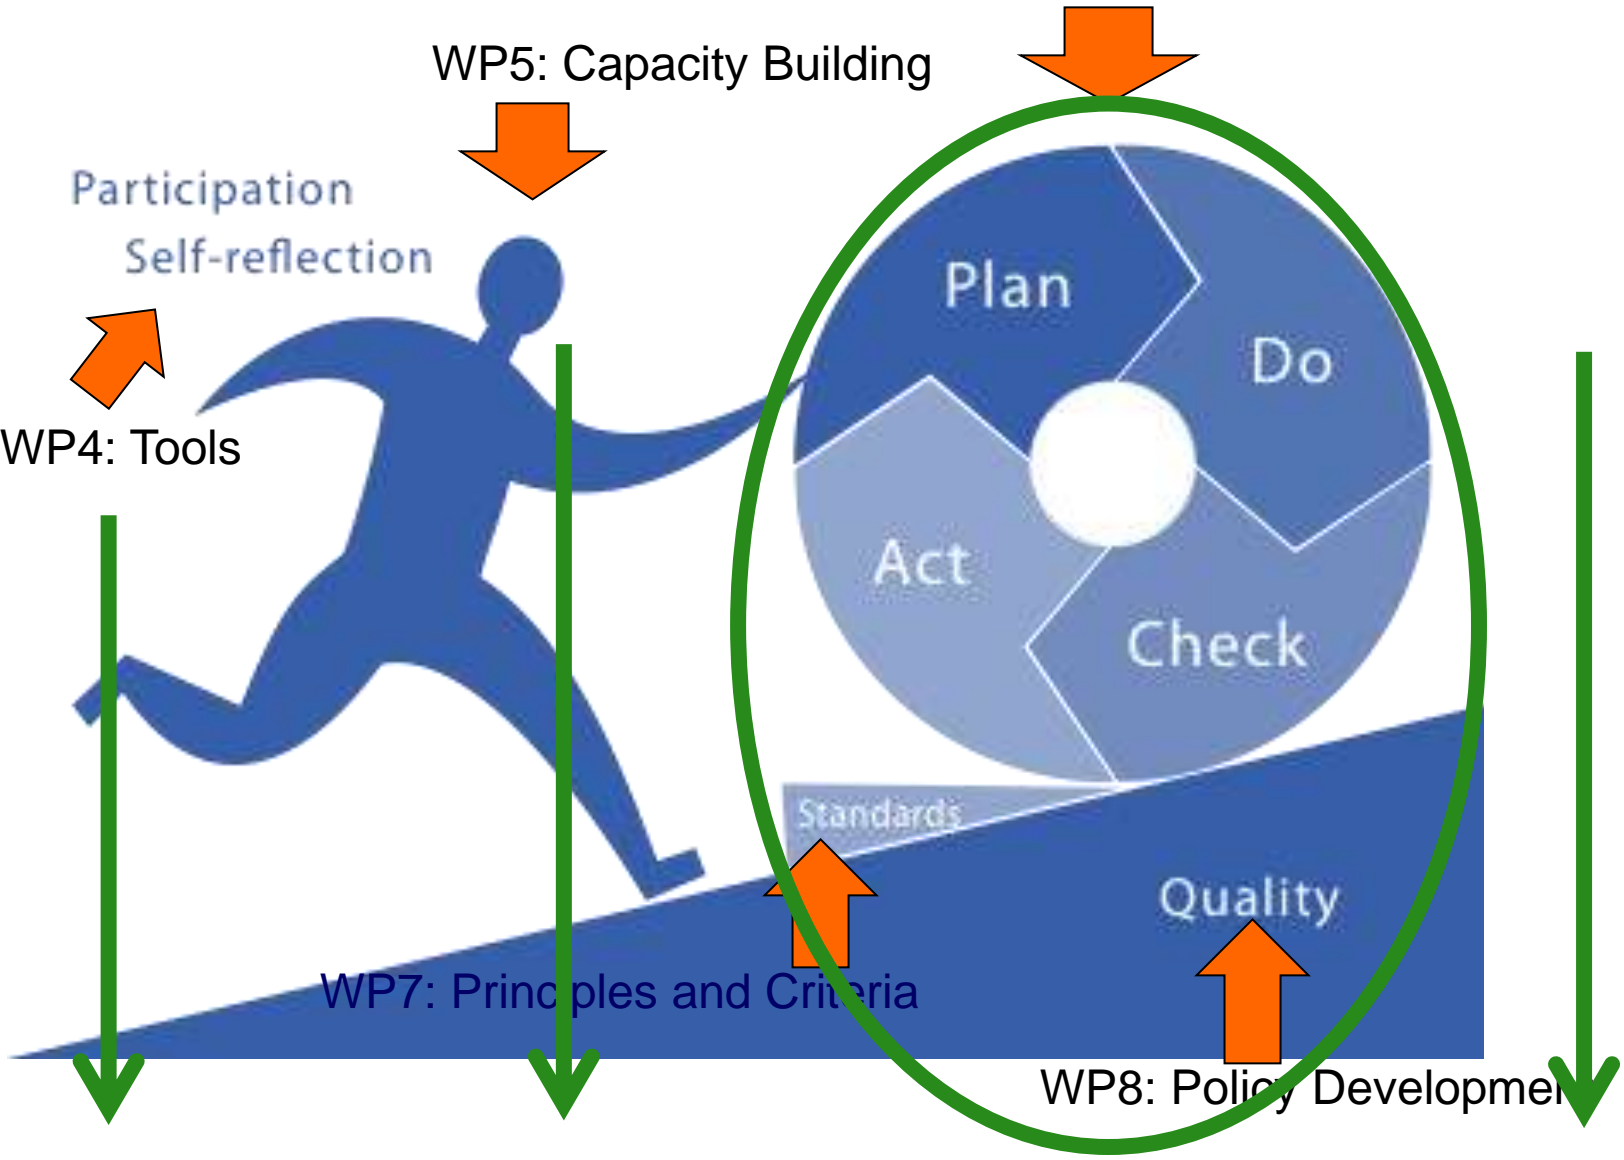 WP5: Capacity Building
Participation
Self-reflection
Plan
Do
WP4: Tools
Act
Check
Standards
Quality
WP7: Principles and Criteria
WP8: Policy Developmen